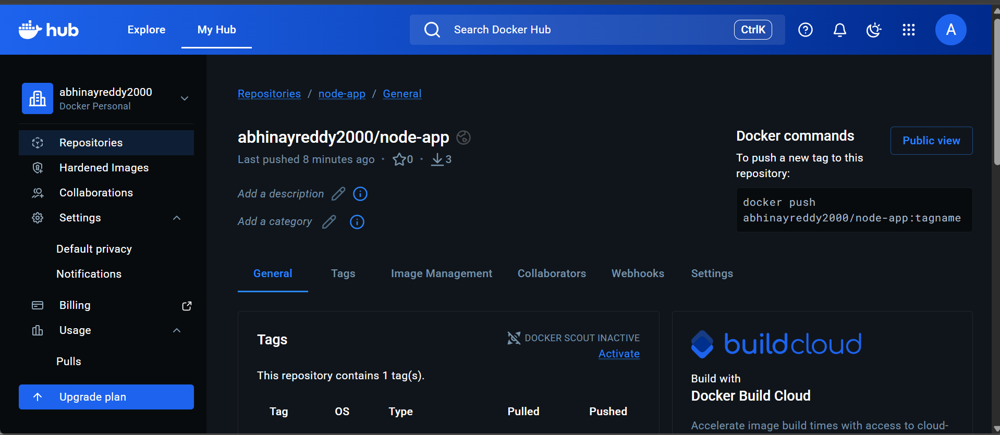 hub
Explore
My Hub
Search Docker Hub
CtrlK
A
abhinayreddy2000
Docker Personal
Repositories
Hardened Images
Collaborations
Settings
Default privacy
Notifications
Billing
Usage
Pulls
Upgrade plan
Repositories / node-app / General
abhinayreddy2000/node-app
Last pushed 8 minutes ago · 0 · 3
Add a description
Add a category
Docker commands
Public view
To push a new tag to this
repository:
docker push
abhinayreddy2000/node-app:tagname
General
Tags
Image Management
Collaborators
Webhooks
Settings
Tags
DOCKER SCOUT INACTIVE
Activate
This repository contains 1 tag(s).
Tag
OS
Type
Pulled
Pushed
buildcloud
Build with
Docker Build Cloud
Accelerate image build times with access to cloud-